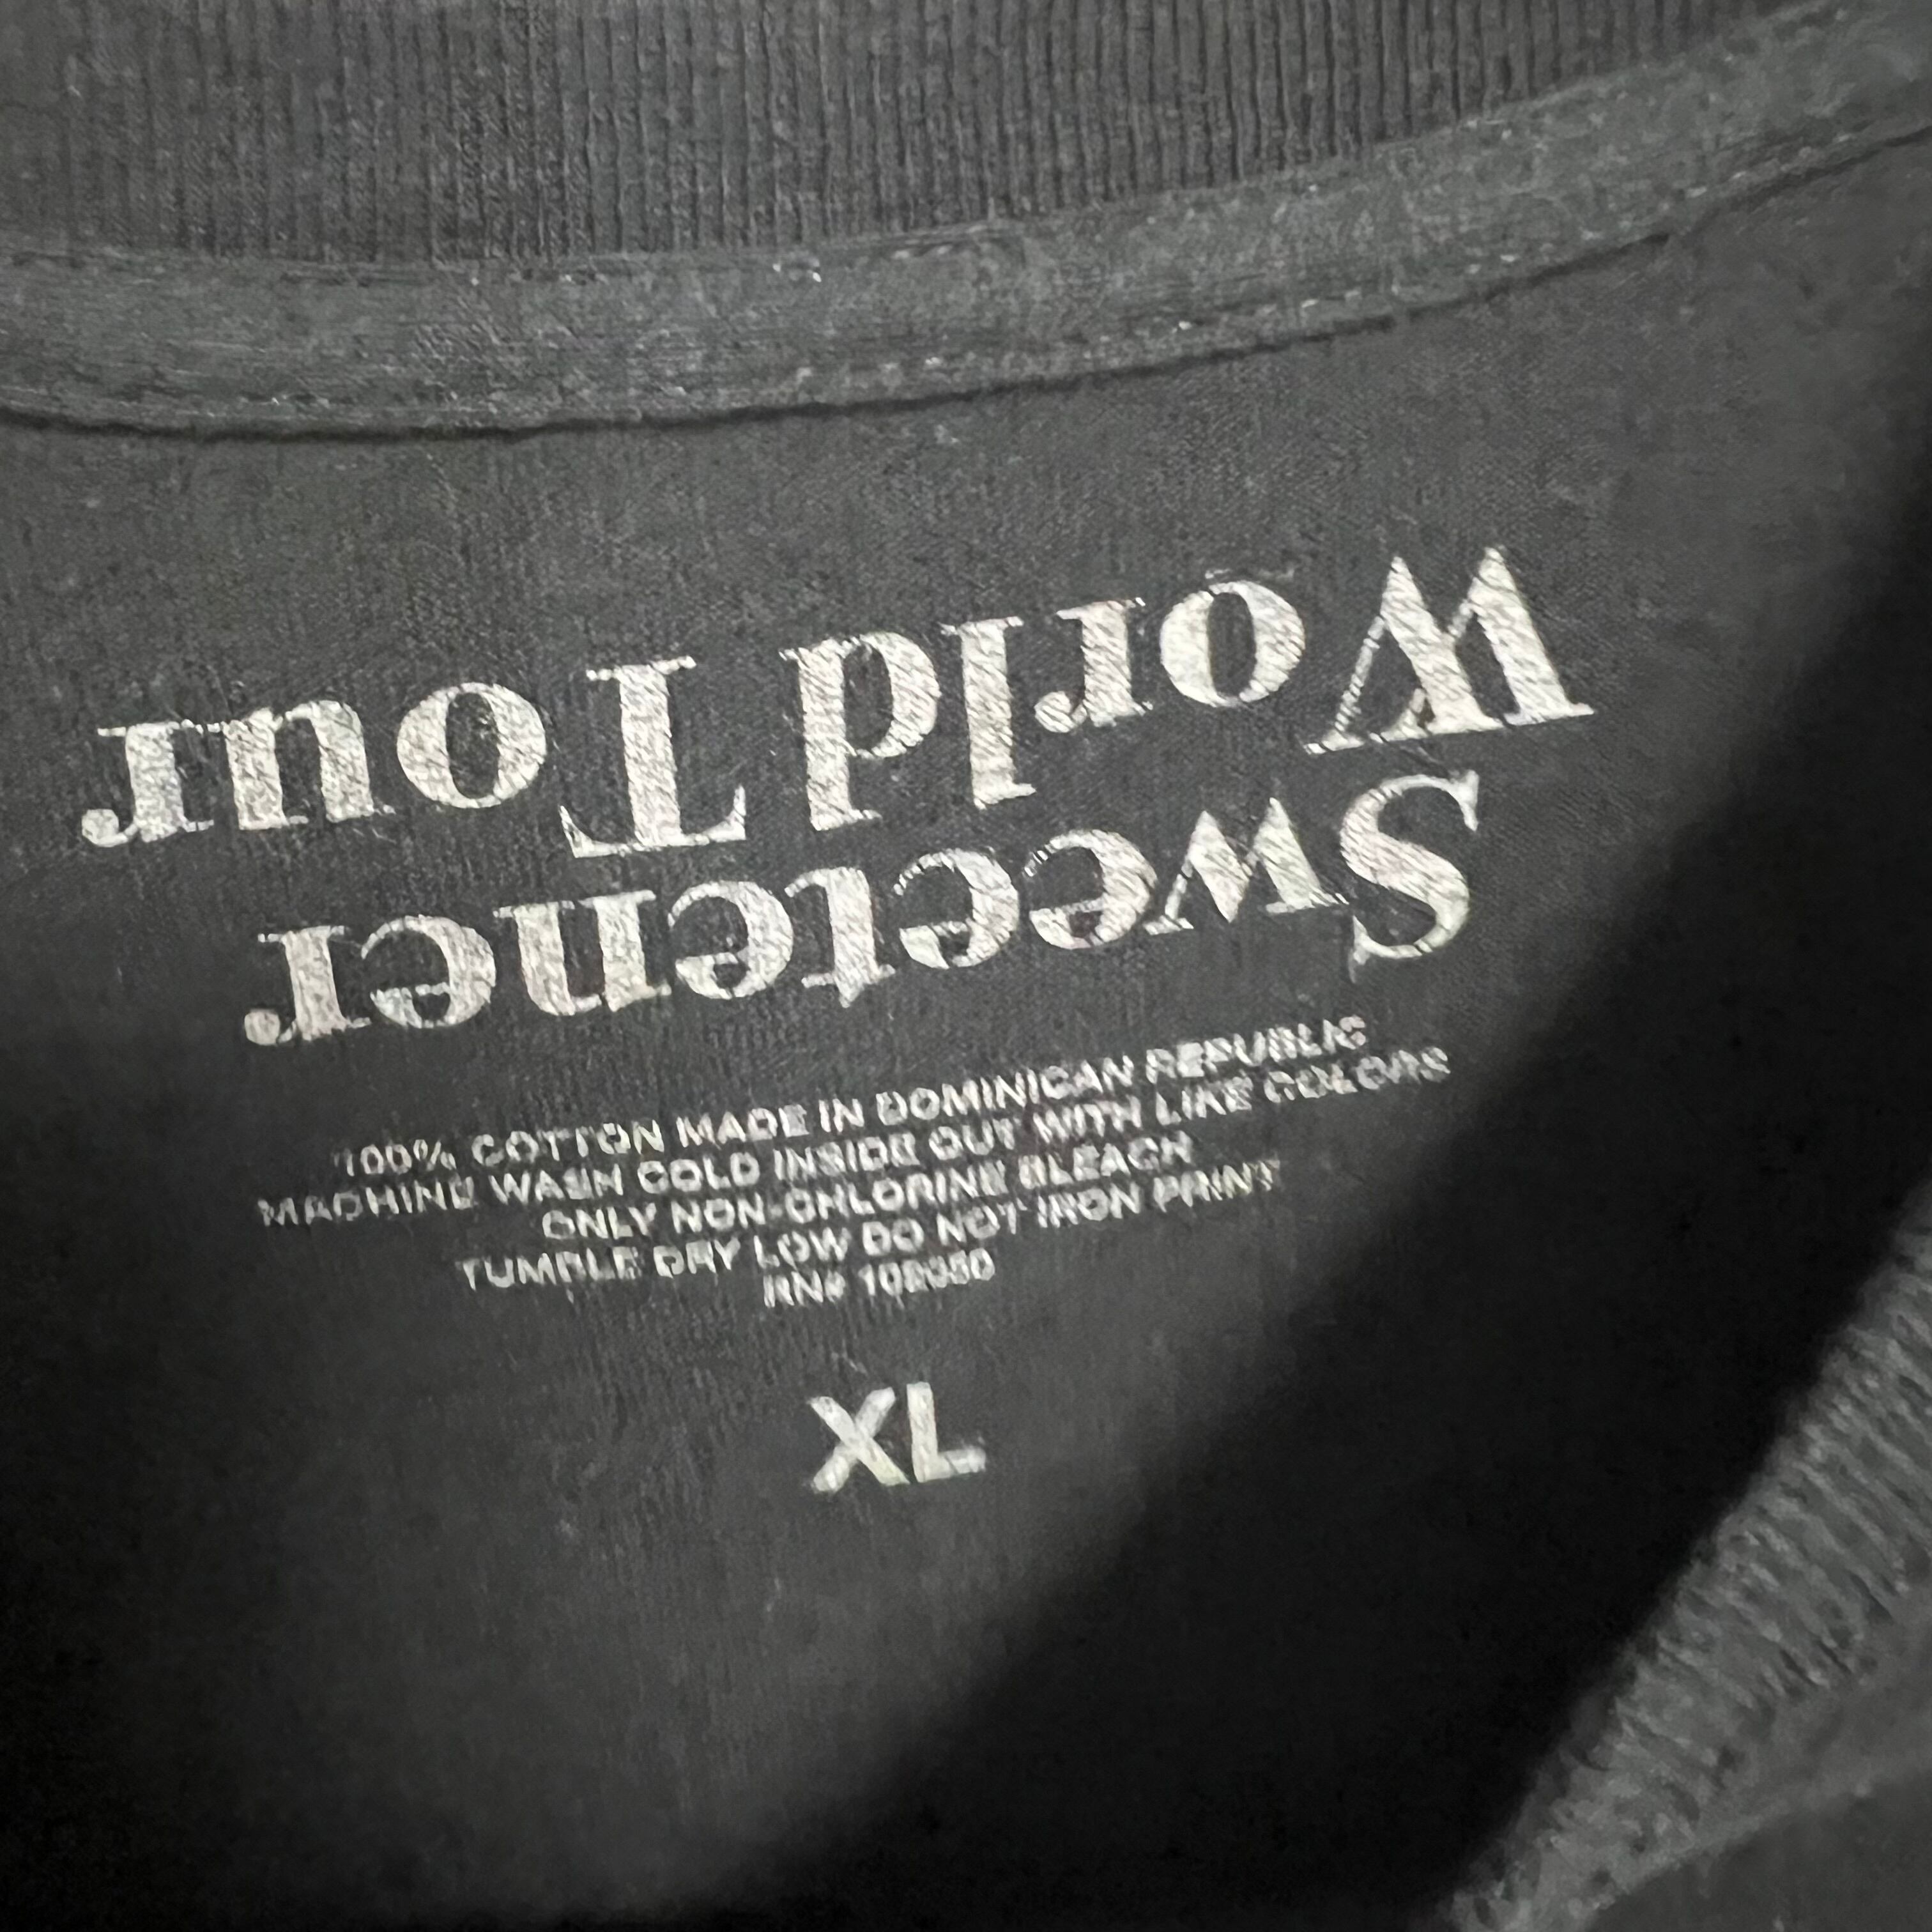 Sweetener
World Tour
100% COTTON MADE IN DOMINICAN REPUBLIC
MACHINE WASH COLD INSIDE OUT WITH LIKE COLORS
ONLY NON-CHLORINE BLEACH
TUMBLE DRY LOW DO NOT IRON PRINT
RN#
XL